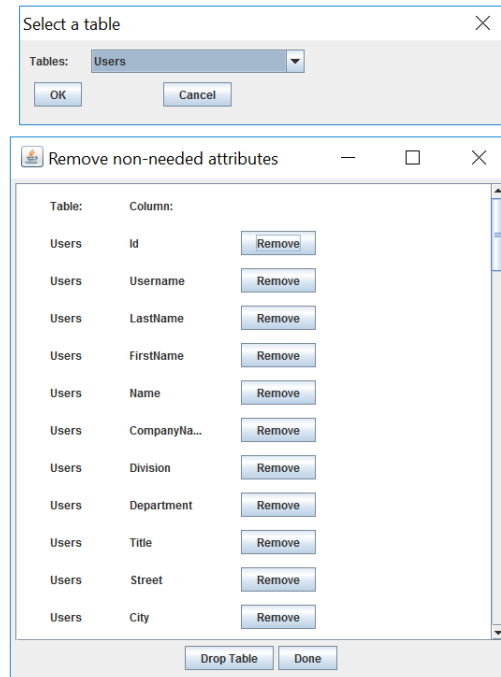 Select a table
Tables: Users
OK Cancel
Remove non-needed attributes
Table: Column:
Users Id Remove
Users Username Remove
Users LastName Remove
Users FirstName Remove
Users Name Remove
Users CompanyNa... Remove
Users Division Remove
Users Department Remove
Users Title Remove
Users Street Remove
Users City Remove
Drop Table Done